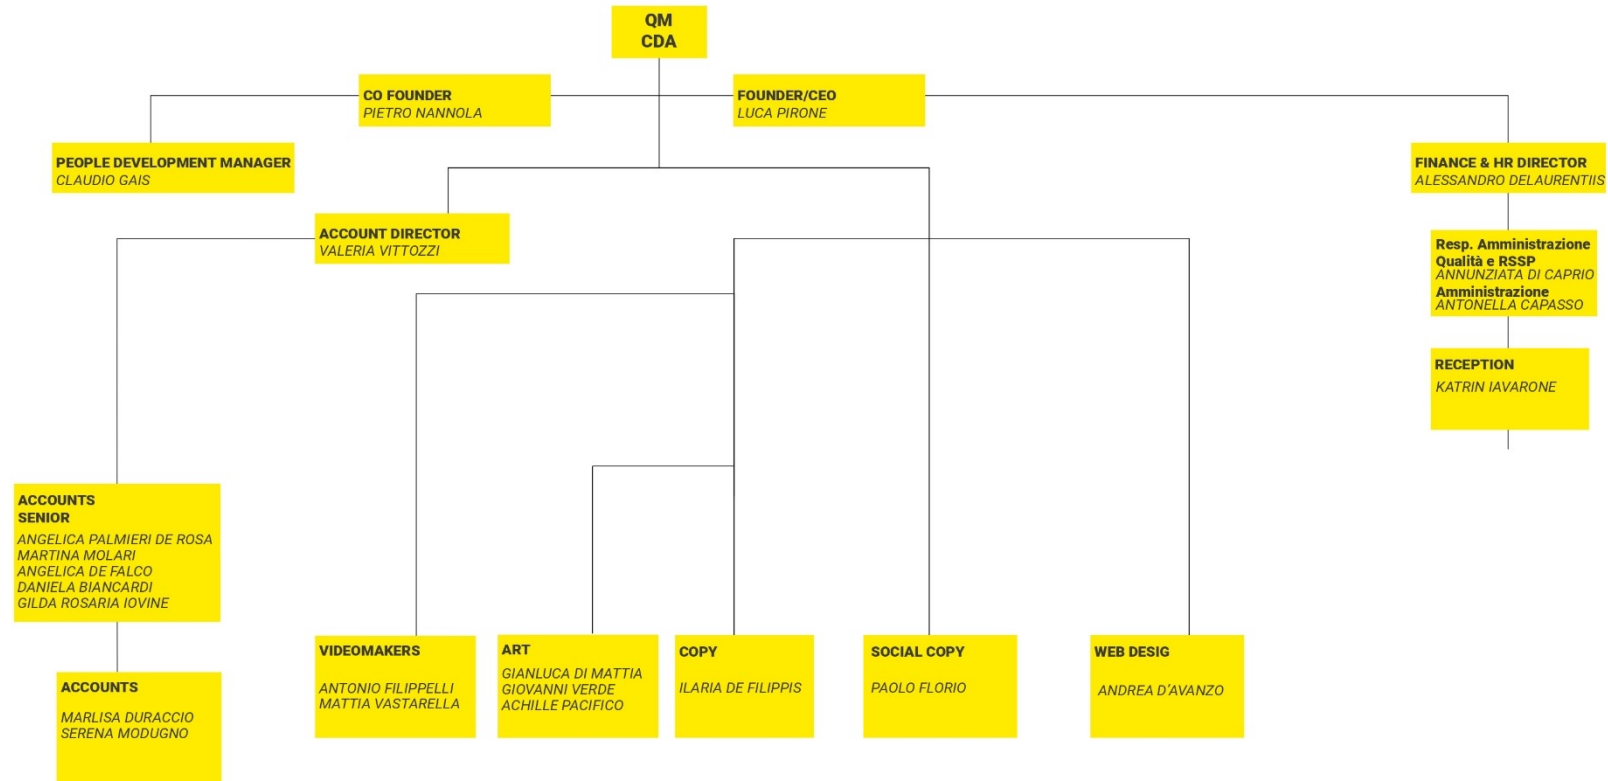 QM
CDA
CO FOUNDER
PIETRO NANNOLA
FOUNDER/CEO
LUCA PIRONE
PEOPLE DEVELOPMENT MANAGER
CLAUDIO GAIS
FINANCE & HR DIRECTOR
ALESSANDRO DELAURENTIIS
ACCOUNT DIRECTOR
VALERIA VITTOZZI
Resp. Amministrazione
Qualità e RSSP
ANNUNZIATA DI CAPRIO
Amministrazione
ANTONELLA CAPASSO
RECEPTION
KATRIN IAVARONE
ACCOUNTS
SENIOR
ANGELICA PALMIERI DE ROSA
MARTINA MOLARI
ANGELICA DE FALCO
DANIELA BIANCARDI
GILDA ROSARIA IOVINE
ACCOUNTS
MARLISA DURACCIO
SERENA MODUGNO
VIDEOMAKERS
ANTONIO FILIPPELLI
MATTIA VASTARELLA
ART
GIANLUCA DI MATTIA
GIOVANNI VERDE
ACHILLE PACIFICO
COPY
ILARIA DE FILIPPIS
SOCIAL COPY
PAOLO FLORIO
WEB DESIG
ANDREA D'AVANZO